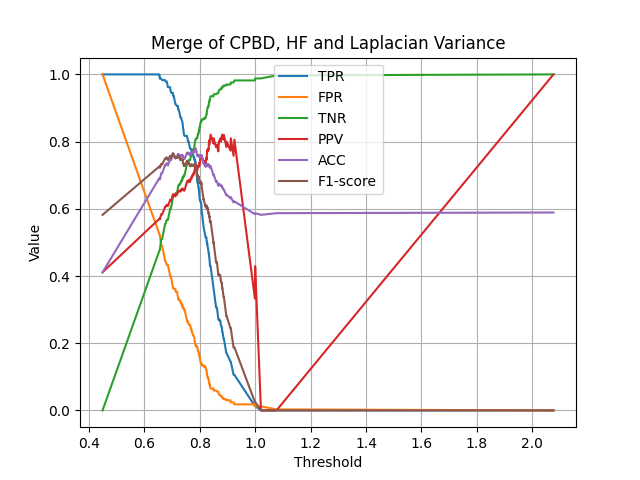 Merge of CPBD, HF and Laplacian Variance
1.0
0.8
0.6
0.4
0.2
0.0
Value
TPR
FPR
TNR
PPV
ACC
F1-score
0.4 0.6 0.8 1.0 1.2 1.4 1.6 1.8 2.0
Threshold